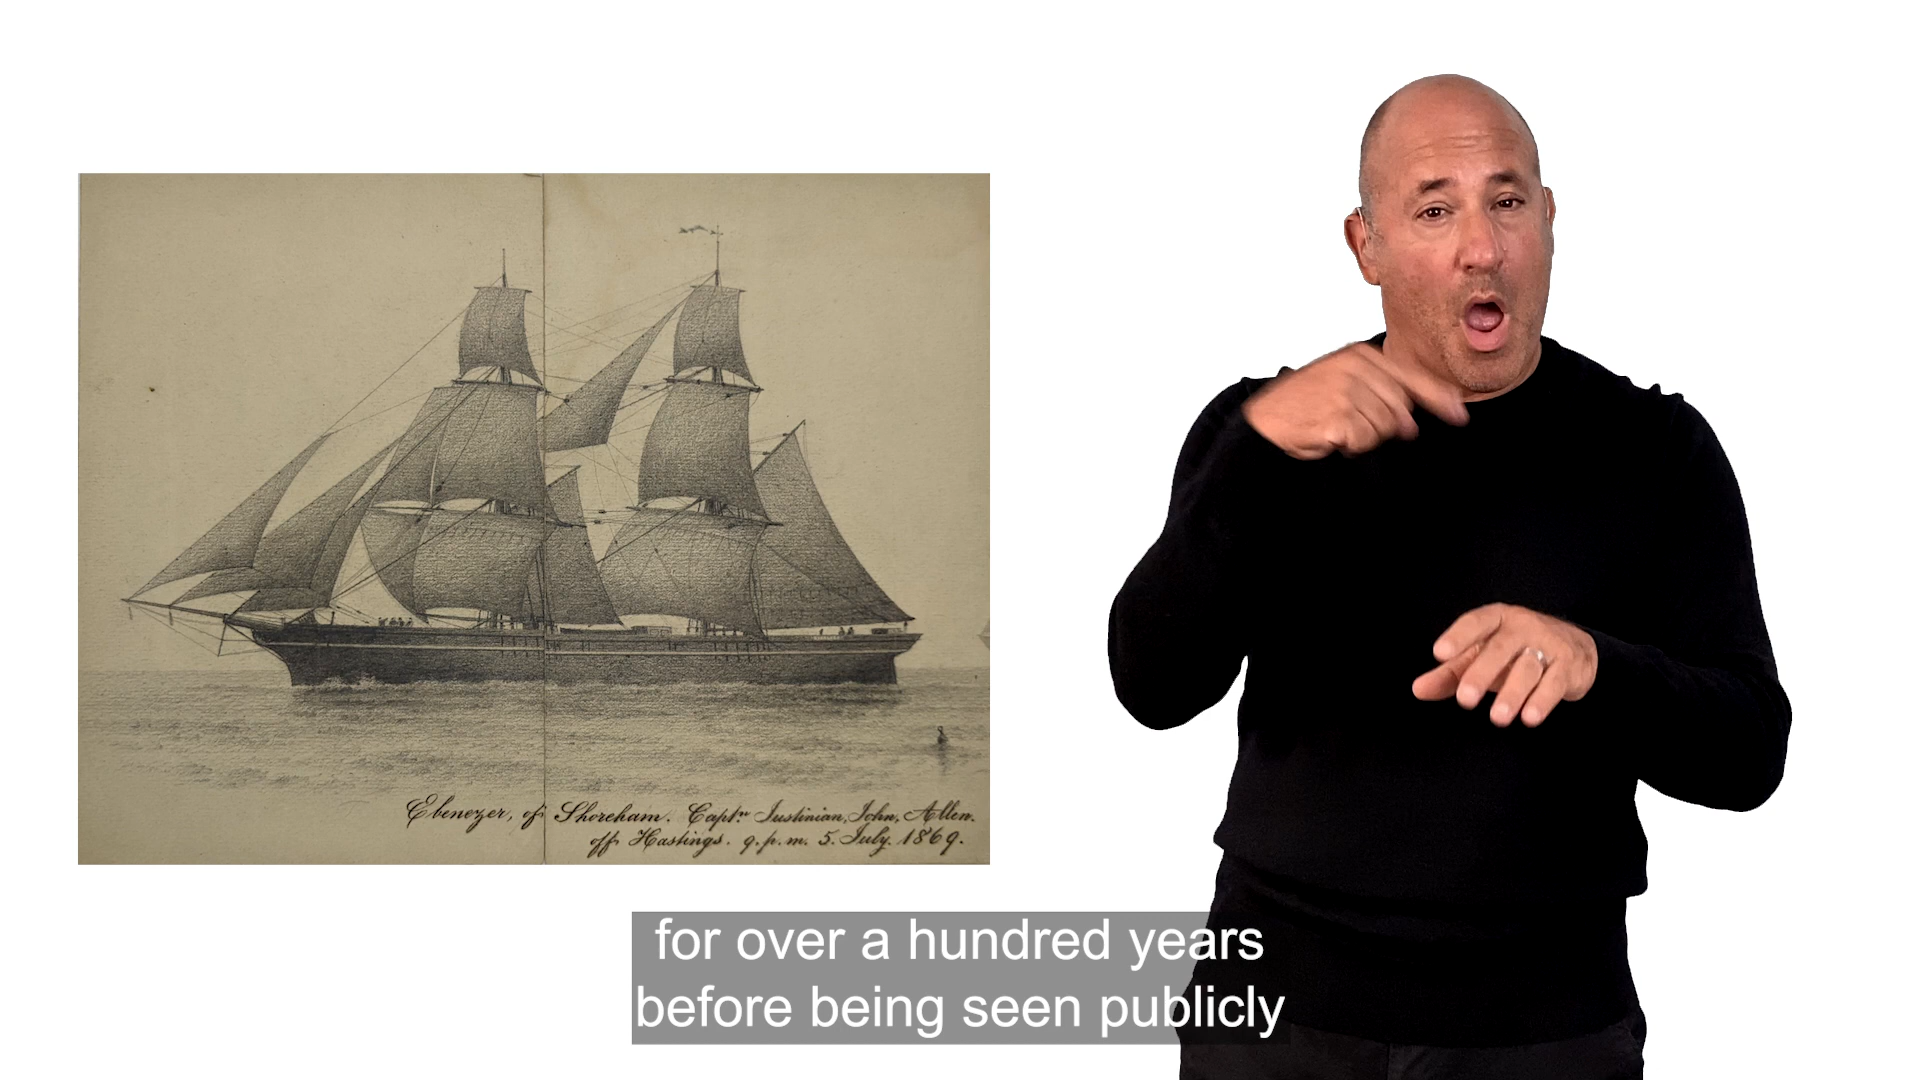 Ebenezer, of Shoreham. Captn Justinian, John, Allen.
off Hastings. 9. p. m. 5. July. 1869.
for over a hundred years
before being seen publicly